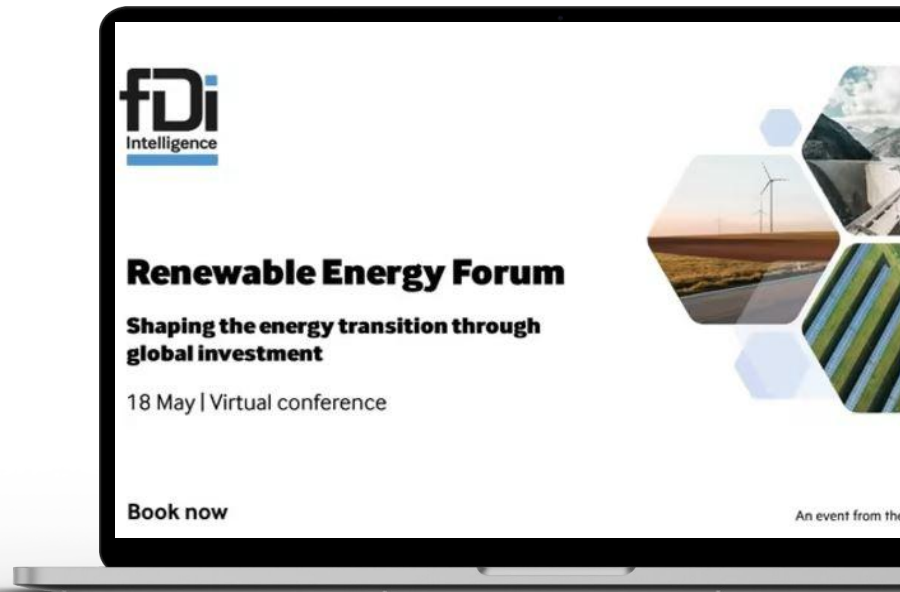 fDi
Intelligence
Renewable Energy Forum
Shaping the energy transition through
global investment
18 May | Virtual conference
Book now
An event from the